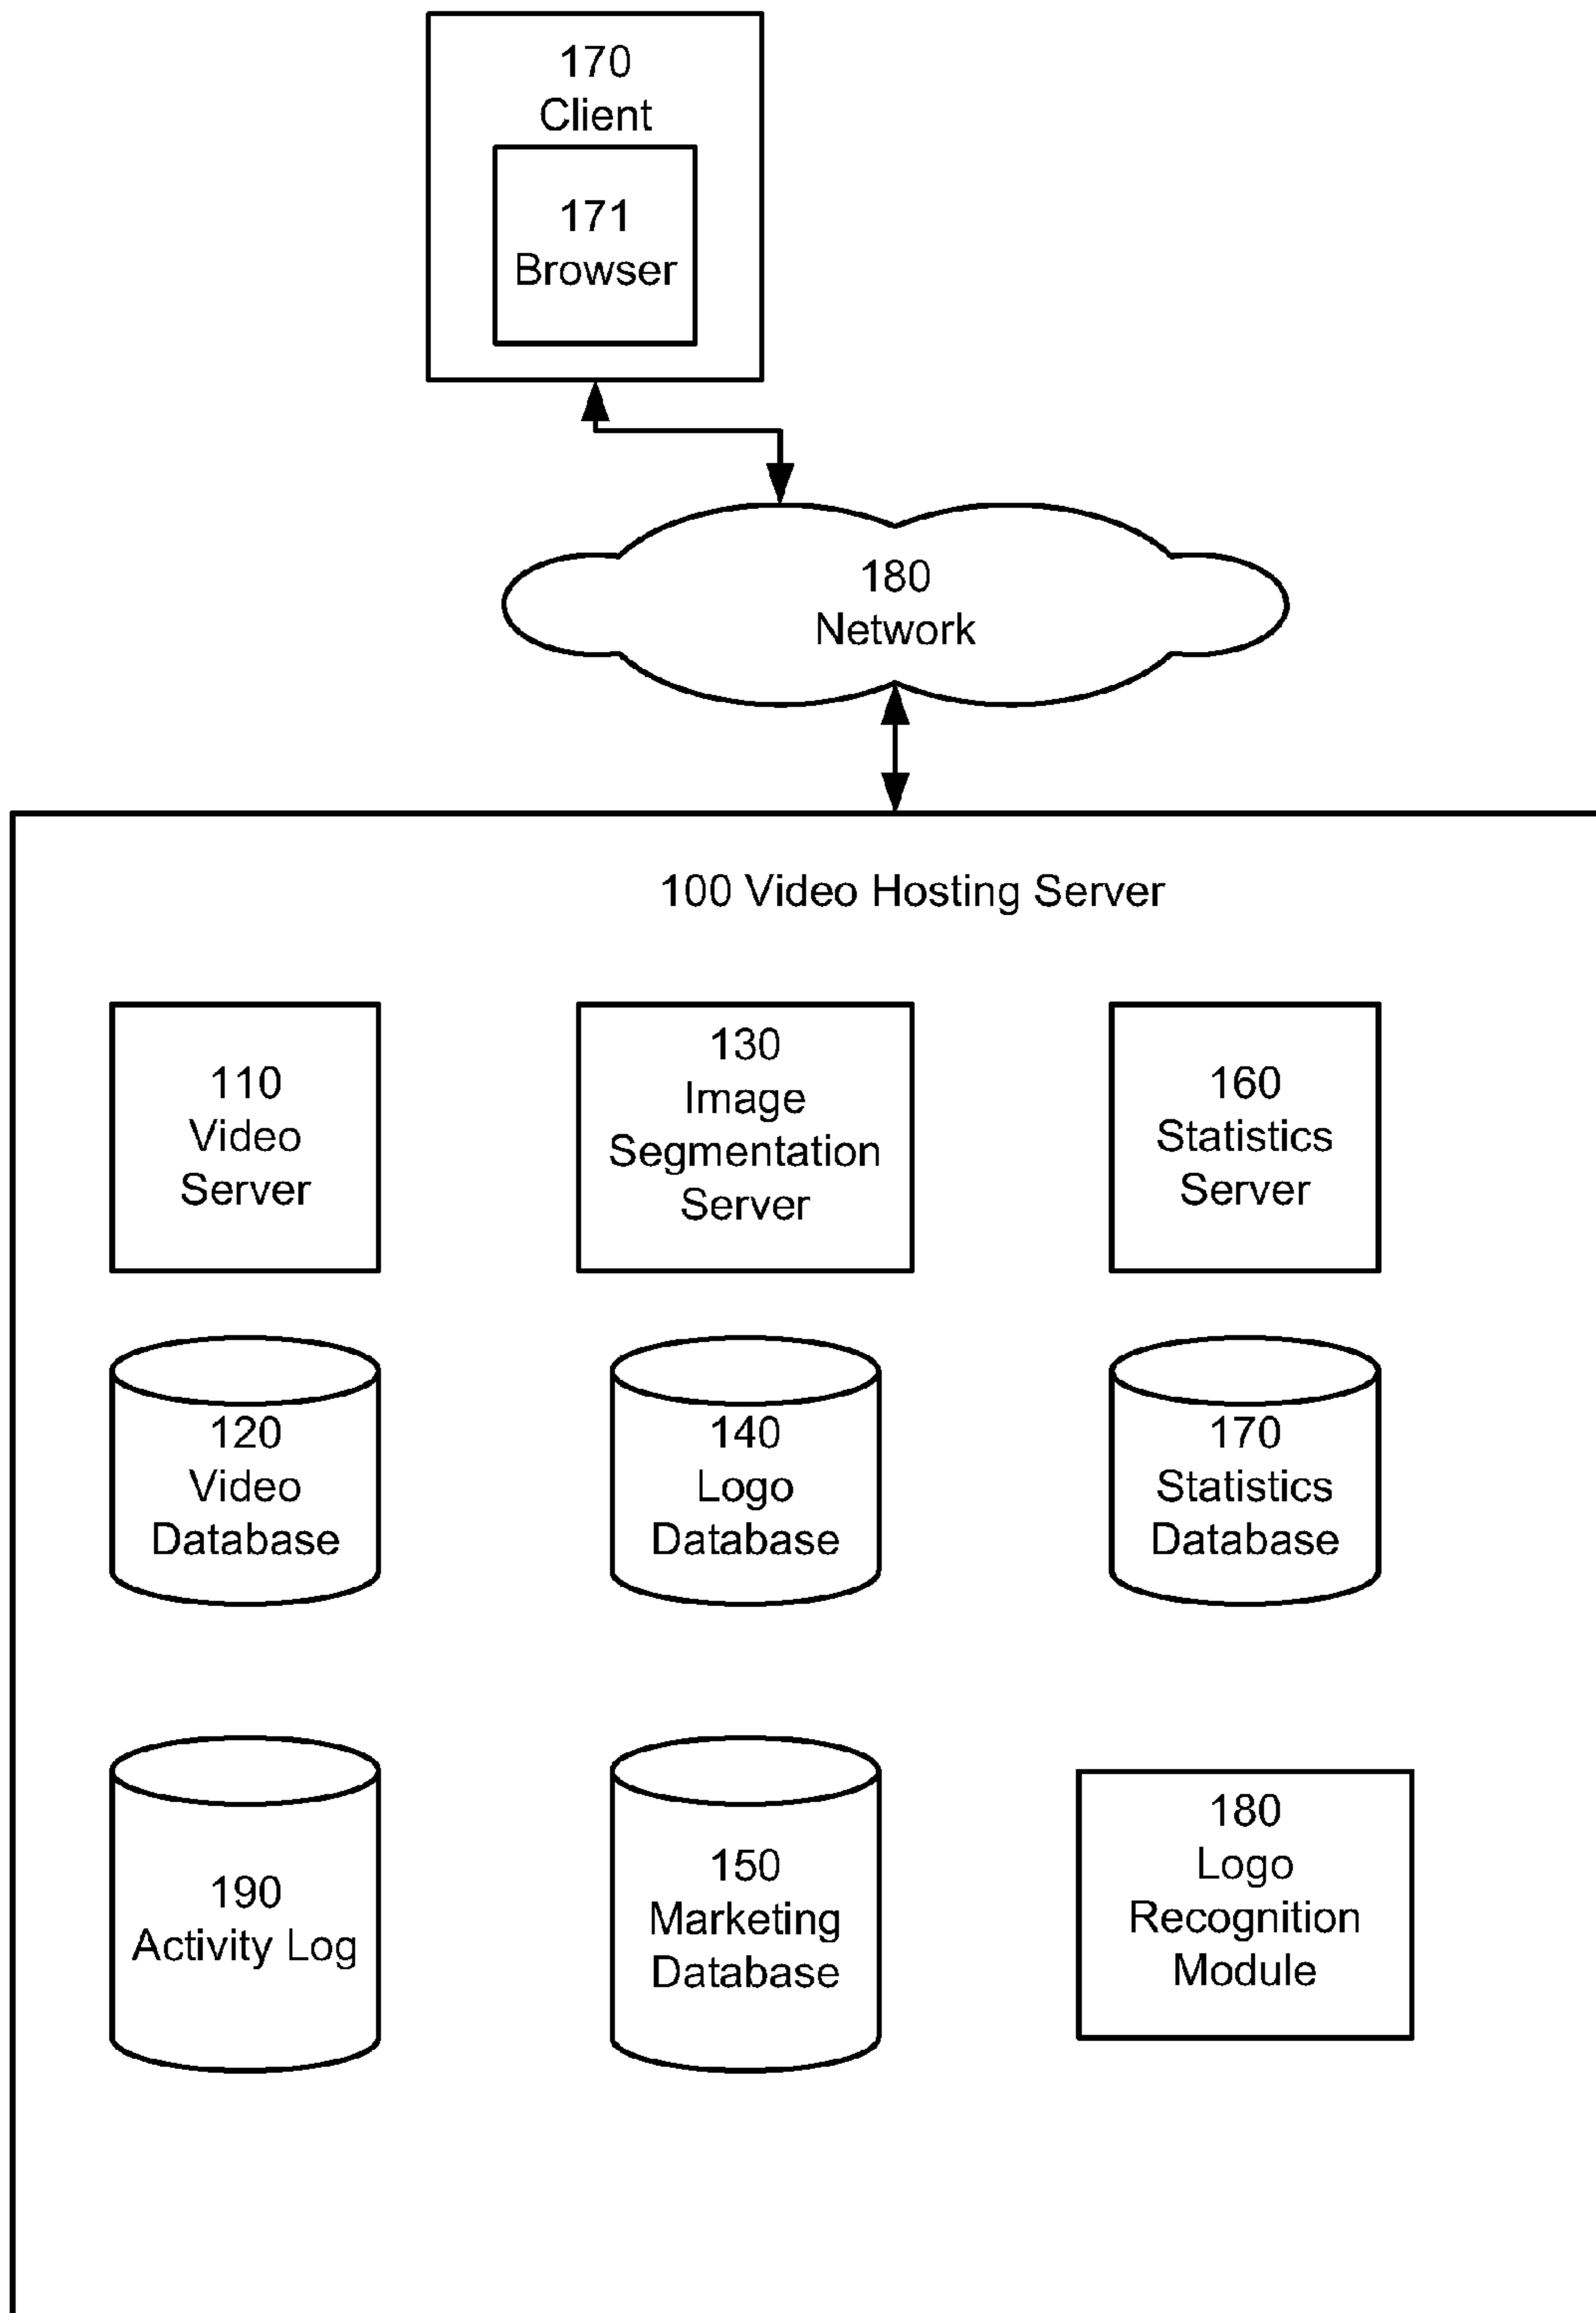 170
Client
171
Browser
180
Network
100 Video Hosting Server
110
Video
Server
130
Image
Segmentation
Server
160
Statistics
Server
120
Video
Database
140
Logo
Database
170
Statistics
Database
190
Activity Log
150
Marketing
Database
180
Logo
Recognition
Module